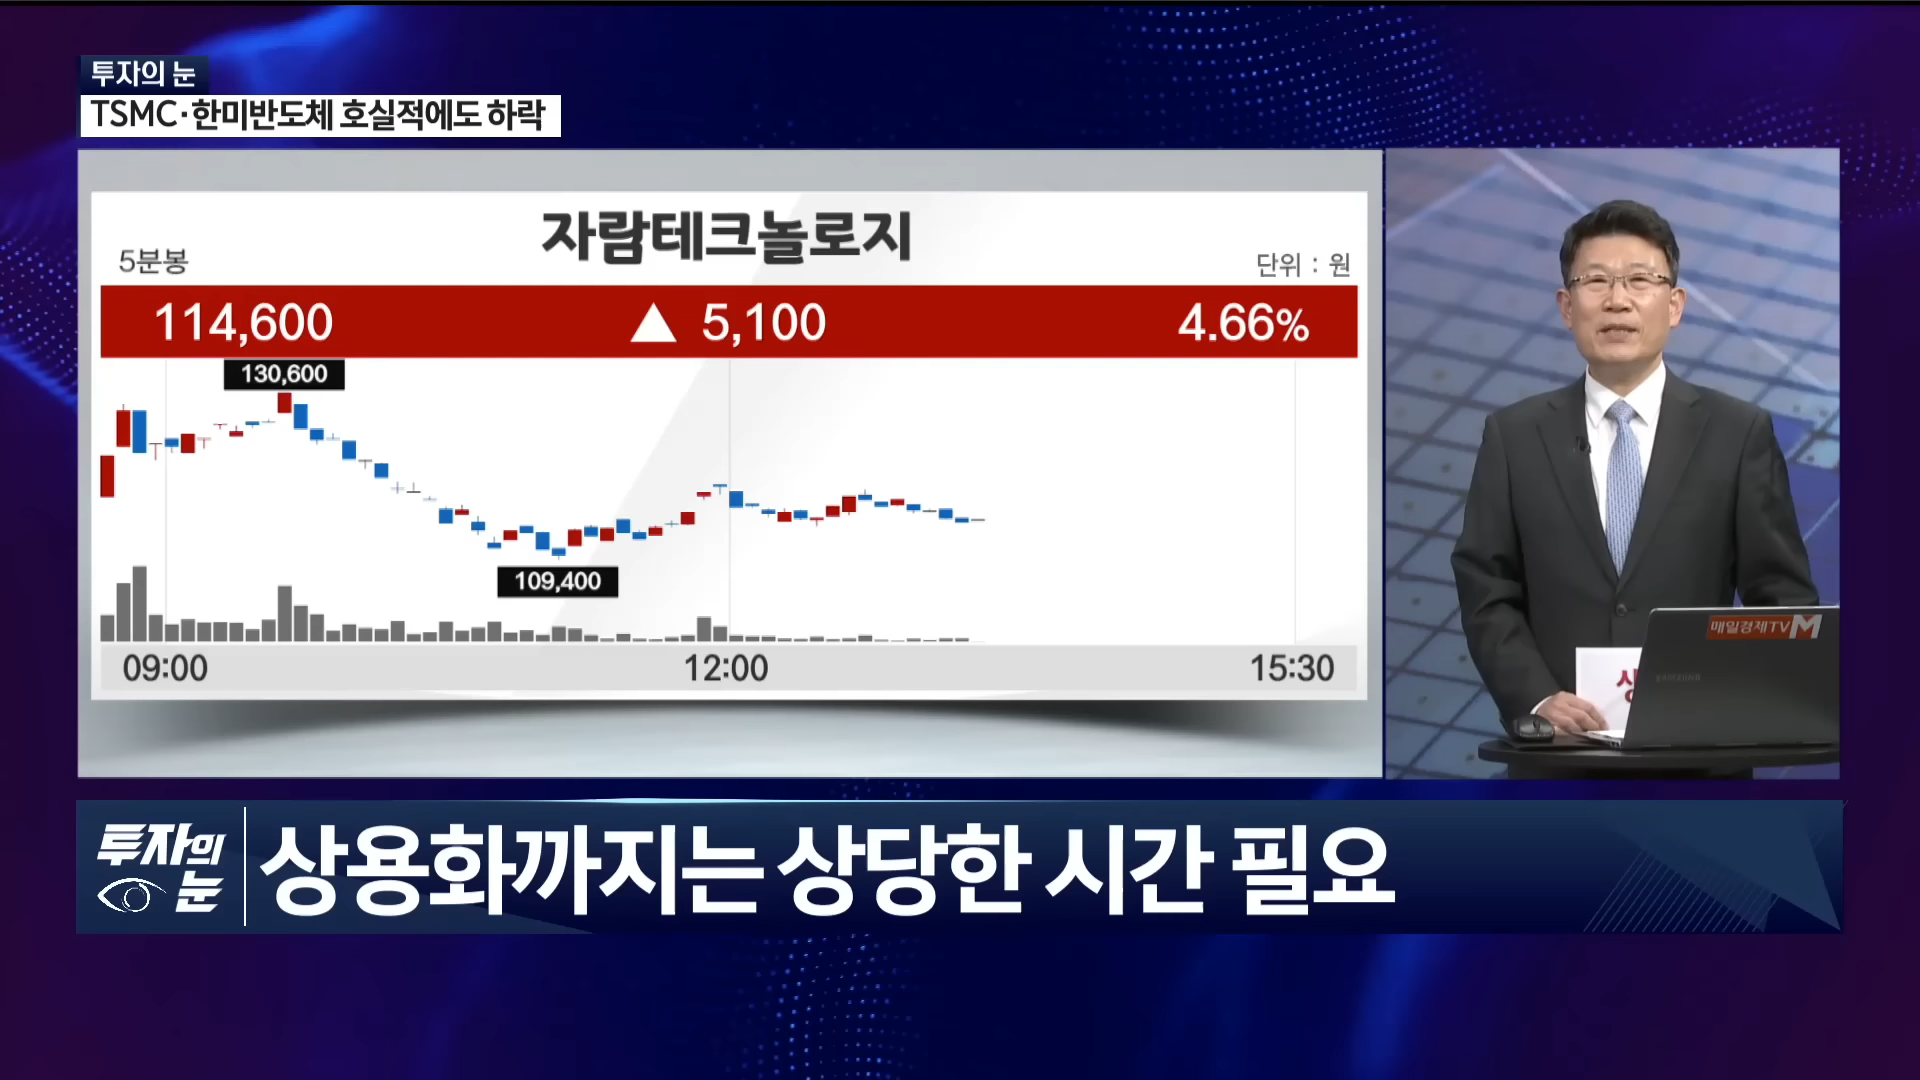 투자의 눈
TSMC·한미반도체 호실적에도 하락
자람테크놀로지
5분봉
단위 : 원
114,600 ▲ 5,100 4.66%
130,600
109,400
09:00 12:00 15:30
매일경제TV M
SAMSUNG
투자의 눈
상용화까지는 상당한 시간 필요